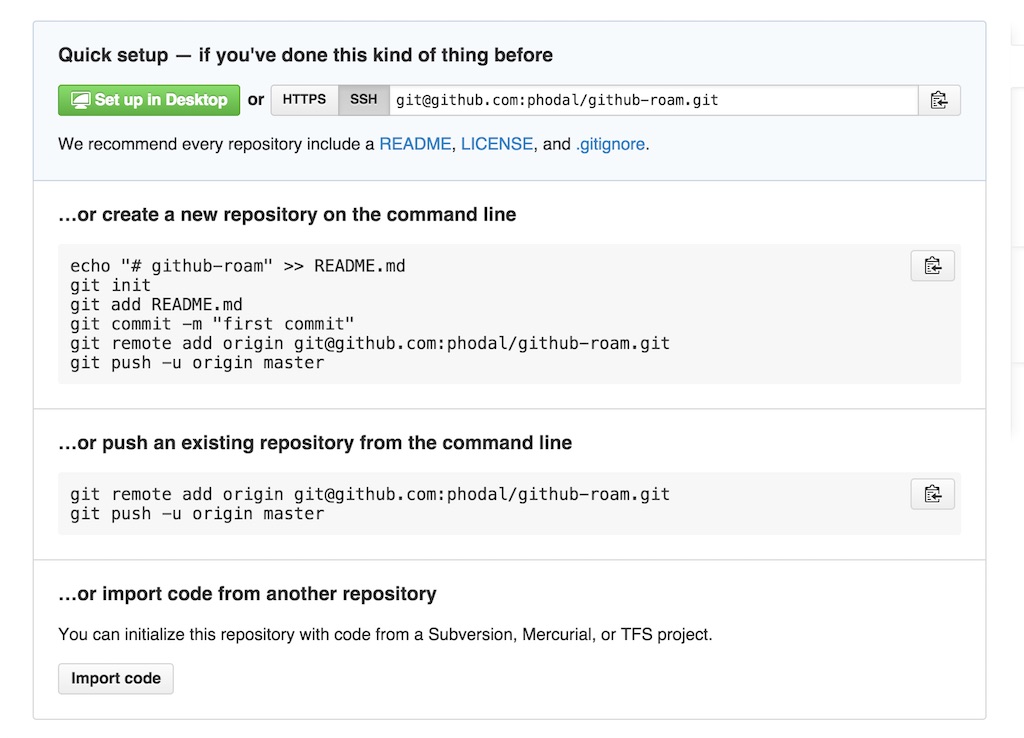 Quick setup — if you've done this kind of thing before
Set up in Desktop or HTTPS SSH git@github.com:phodal/github-roam.git
We recommend every repository include a README, LICENSE, and .gitignore.
…or create a new repository on the command line
echo "# github-roam" >> README.md
git init
git add README.md
git commit -m "first commit"
git remote add origin git@github.com:phodal/github-roam.git
git push -u origin master
…or push an existing repository from the command line
git remote add origin git@github.com:phodal/github-roam.git
git push -u origin master
…or import code from another repository
You can initialize this repository with code from a Subversion, Mercurial, or TFS project.
Import code